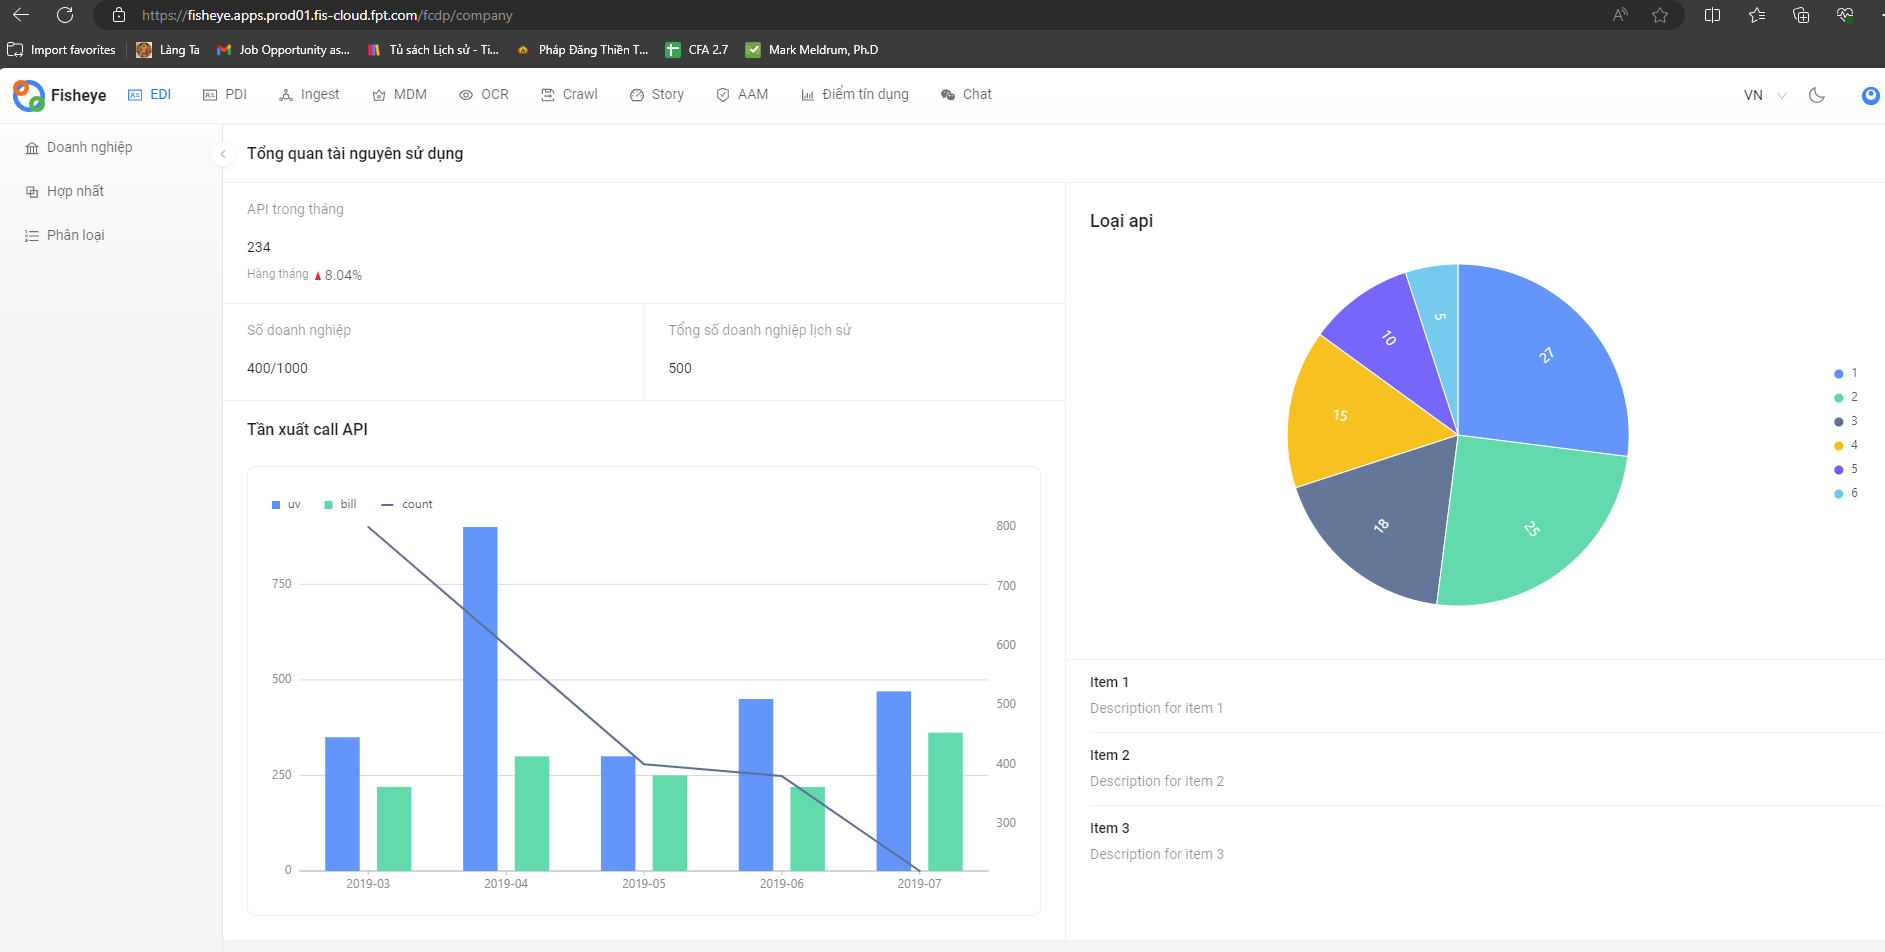 https://fisheye.apps.prod01.fis-cloud.fpt.com/fcdp/company
Import favorites
Làng Ta
Job Opportunity as...
Tủ sách Lịch sử - Ti...
Pháp Đăng Thiền T...
CFA 2.7
Mark Meldrum, Ph.D
Fisheye
EDI
PDI
Ingest
MDM
OCR
Crawl
Story
AAM
Điểm tín dụng
Chat
VN
Doanh nghiệp
Hợp nhất
Phân loại
Tổng quan tài nguyên sử dụng
API trong tháng
234
Hàng tháng 8.04%
Số doanh nghiệp
400/1000
Tổng số doanh nghiệp lịch sử
500
Tần xuất call API
uv bill count
750
500
250
0
800
700
600
500
400
300
2019-03 2019-04 2019-05 2019-06 2019-07
Loại api
27
25
18
15
10
5
1
2
3
4
5
6
Item 1
Description for item 1
Item 2
Description for item 2
Item 3
Description for item 3